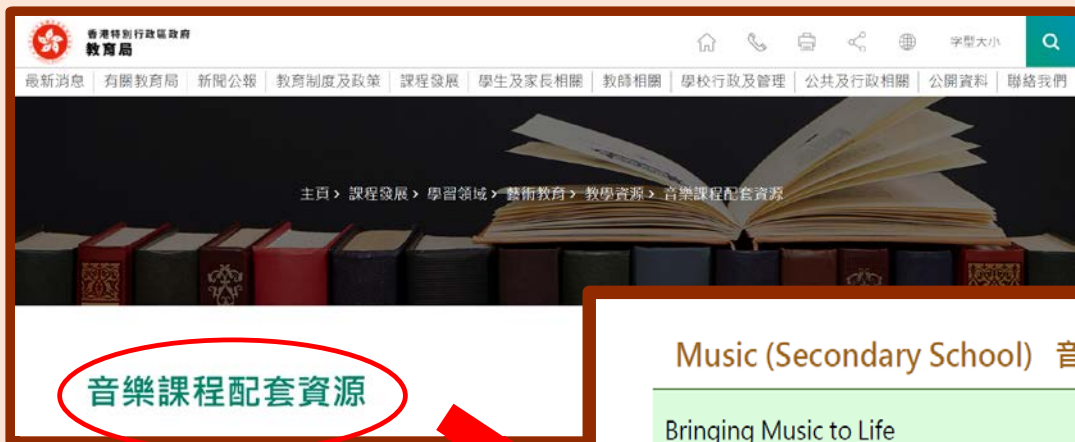 香港特別行政區政府
教育局
字型大小
最新消息 有關教育局 新聞公報 教育制度及政策 課程發展 學生及家長相關 教師相關 學校行政及管理 公共及行政相關 公開資料 聯絡我們
主頁 > 課程發展 > 學習領域 > 藝術教育 > 教學資源 > 音樂課程配套資源
音樂課程配套資源
Music (Secondary School) 音
Bringing Music to Life